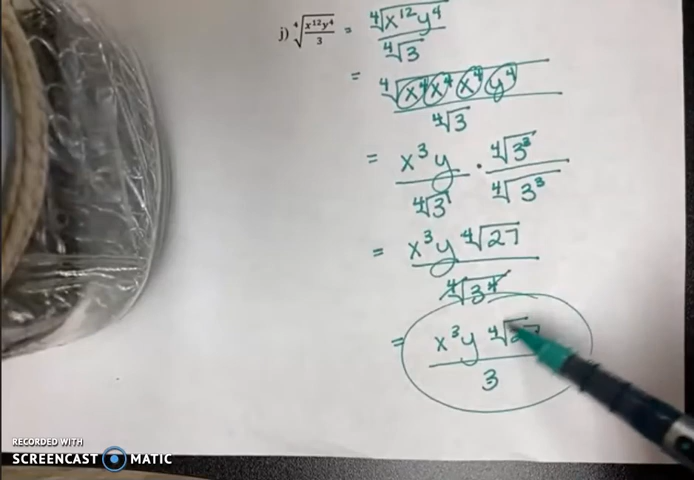 j) ⁴√(x¹²y⁴/3) = ⁴√(x¹²y⁴) / ⁴√3
= ⁴√(x⁴x⁴x⁴y⁴) / ⁴√3
= x³y / ⁴√3 · ⁴√3³ / ⁴√3³
= x³y ⁴√27 / ⁴√3⁴
= x³y ⁴√27 / 3
RECORDED WITH
SCREENCAST MATIC